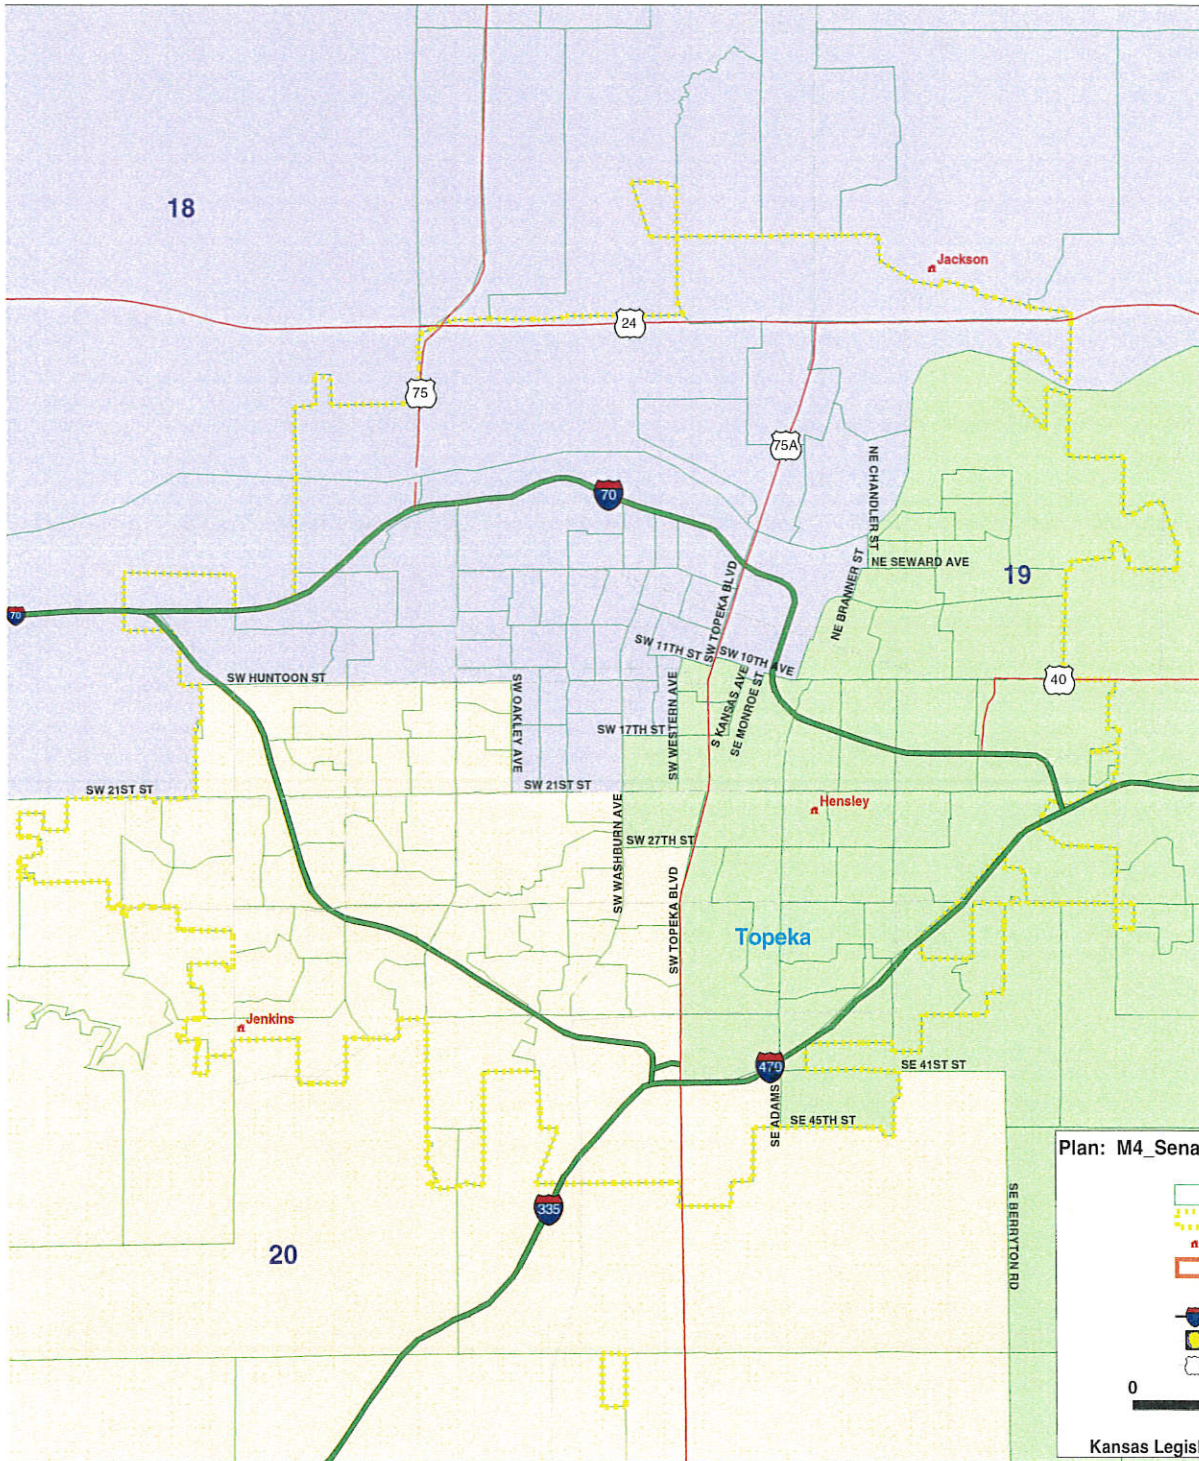 18
Jackson
24
75
75A
NE CHANDLER ST
70
NE SEWARD AVE
19
NE BRANNER ST
SW TOPEKA BLVD
70
SW 11TH ST
SW 10TH AVE
SW HUNTOON ST
40
SW OAKLEY AVE
SW WESTERN AVE
S KANSAS AVE
SE MONROE ST
SW 17TH ST
SW 21ST ST
SW 21ST ST
Hensley
SW WASHBURN AVE
SW 27TH ST
SW TOPEKA BLVD
Topeka
Jenkins
470
SE 41ST ST
SE ADAMS
SE 45TH ST
Plan: M4_Sena
335
SE BERRYTON RD
20
0
Kansas Legisl